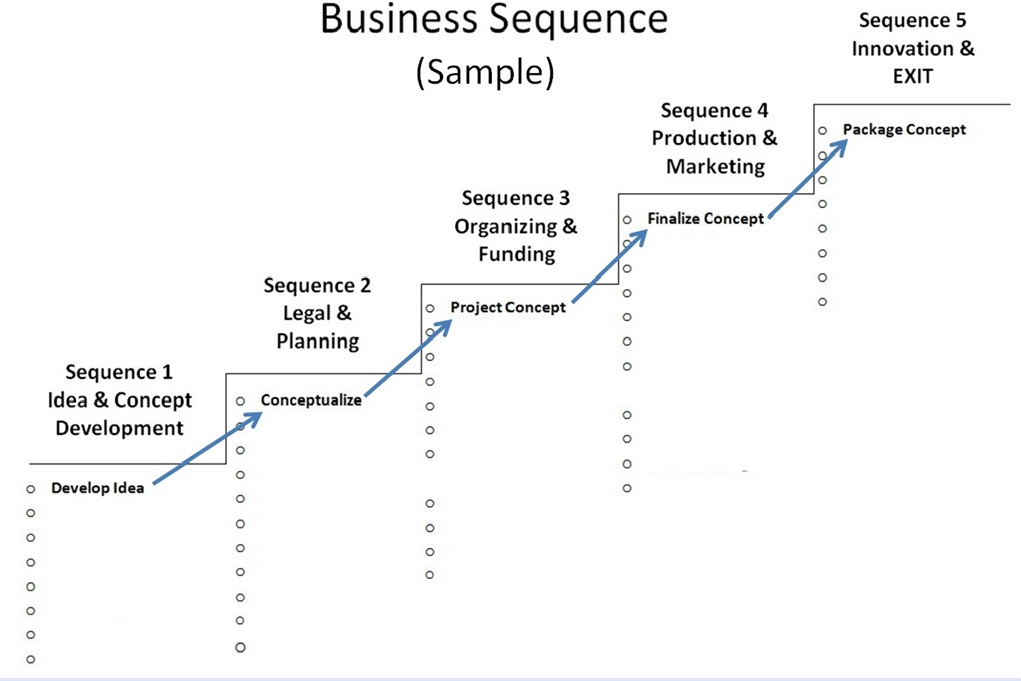 Business Sequence
(Sample)
Sequence 1
Idea & Concept
Development
Develop Idea
Sequence 2
Legal &
Planning
Conceptualize
Sequence 3
Organizing &
Funding
Project Concept
Sequence 4
Production &
Marketing
Finalize Concept
Sequence 5
Innovation &
EXIT
Package Concept